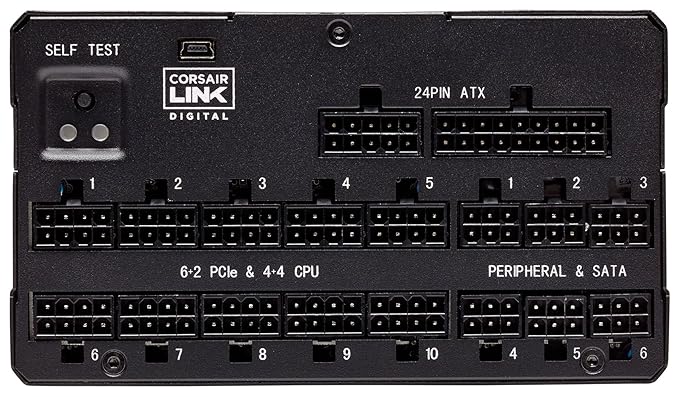 SELF TEST
CORSAIR
LINK
DIGITAL
24PIN ATX
1 2 3 4 5 1 2 3
6+2 PCIe & 4+4 CPU PERIPHERAL & SATA
6 7 8 9 10 4 5 6